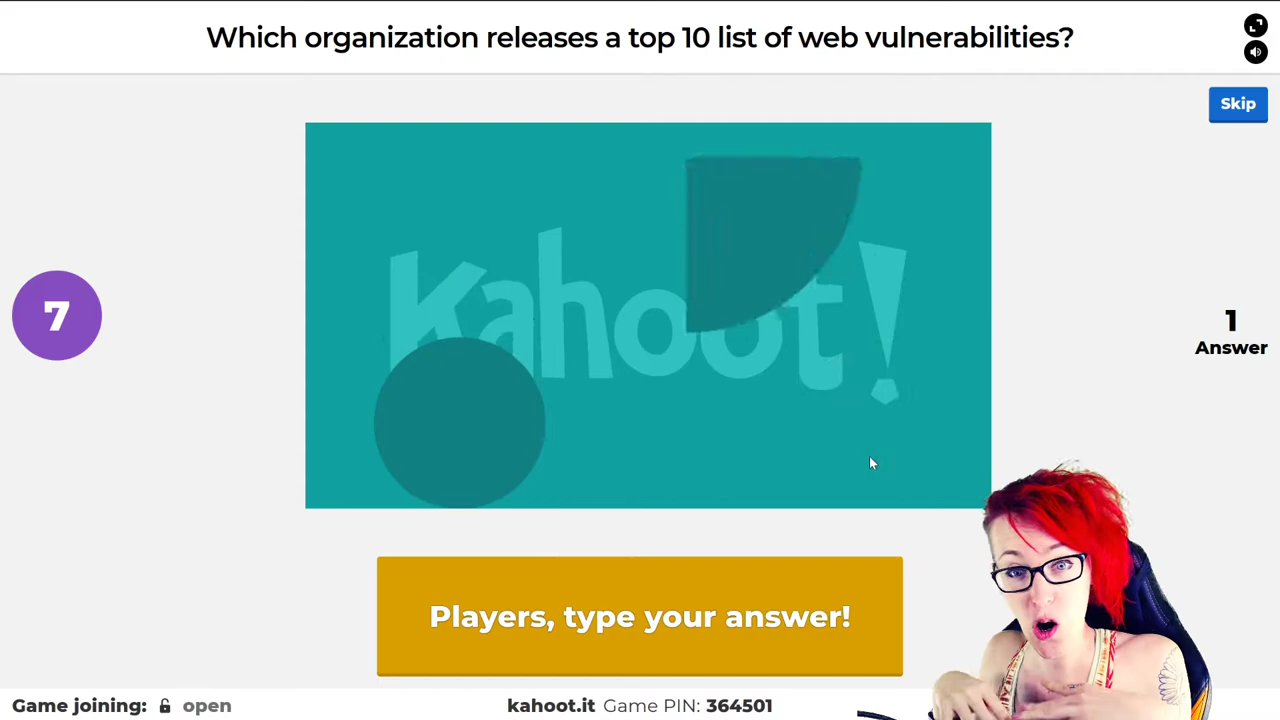 Which organization releases a top 10 list of web vulnerabilities?
Skip
Kahoot!
7
1
Answer
Players, type your answer!
Game joining: open
kahoot.it Game PIN: 364501